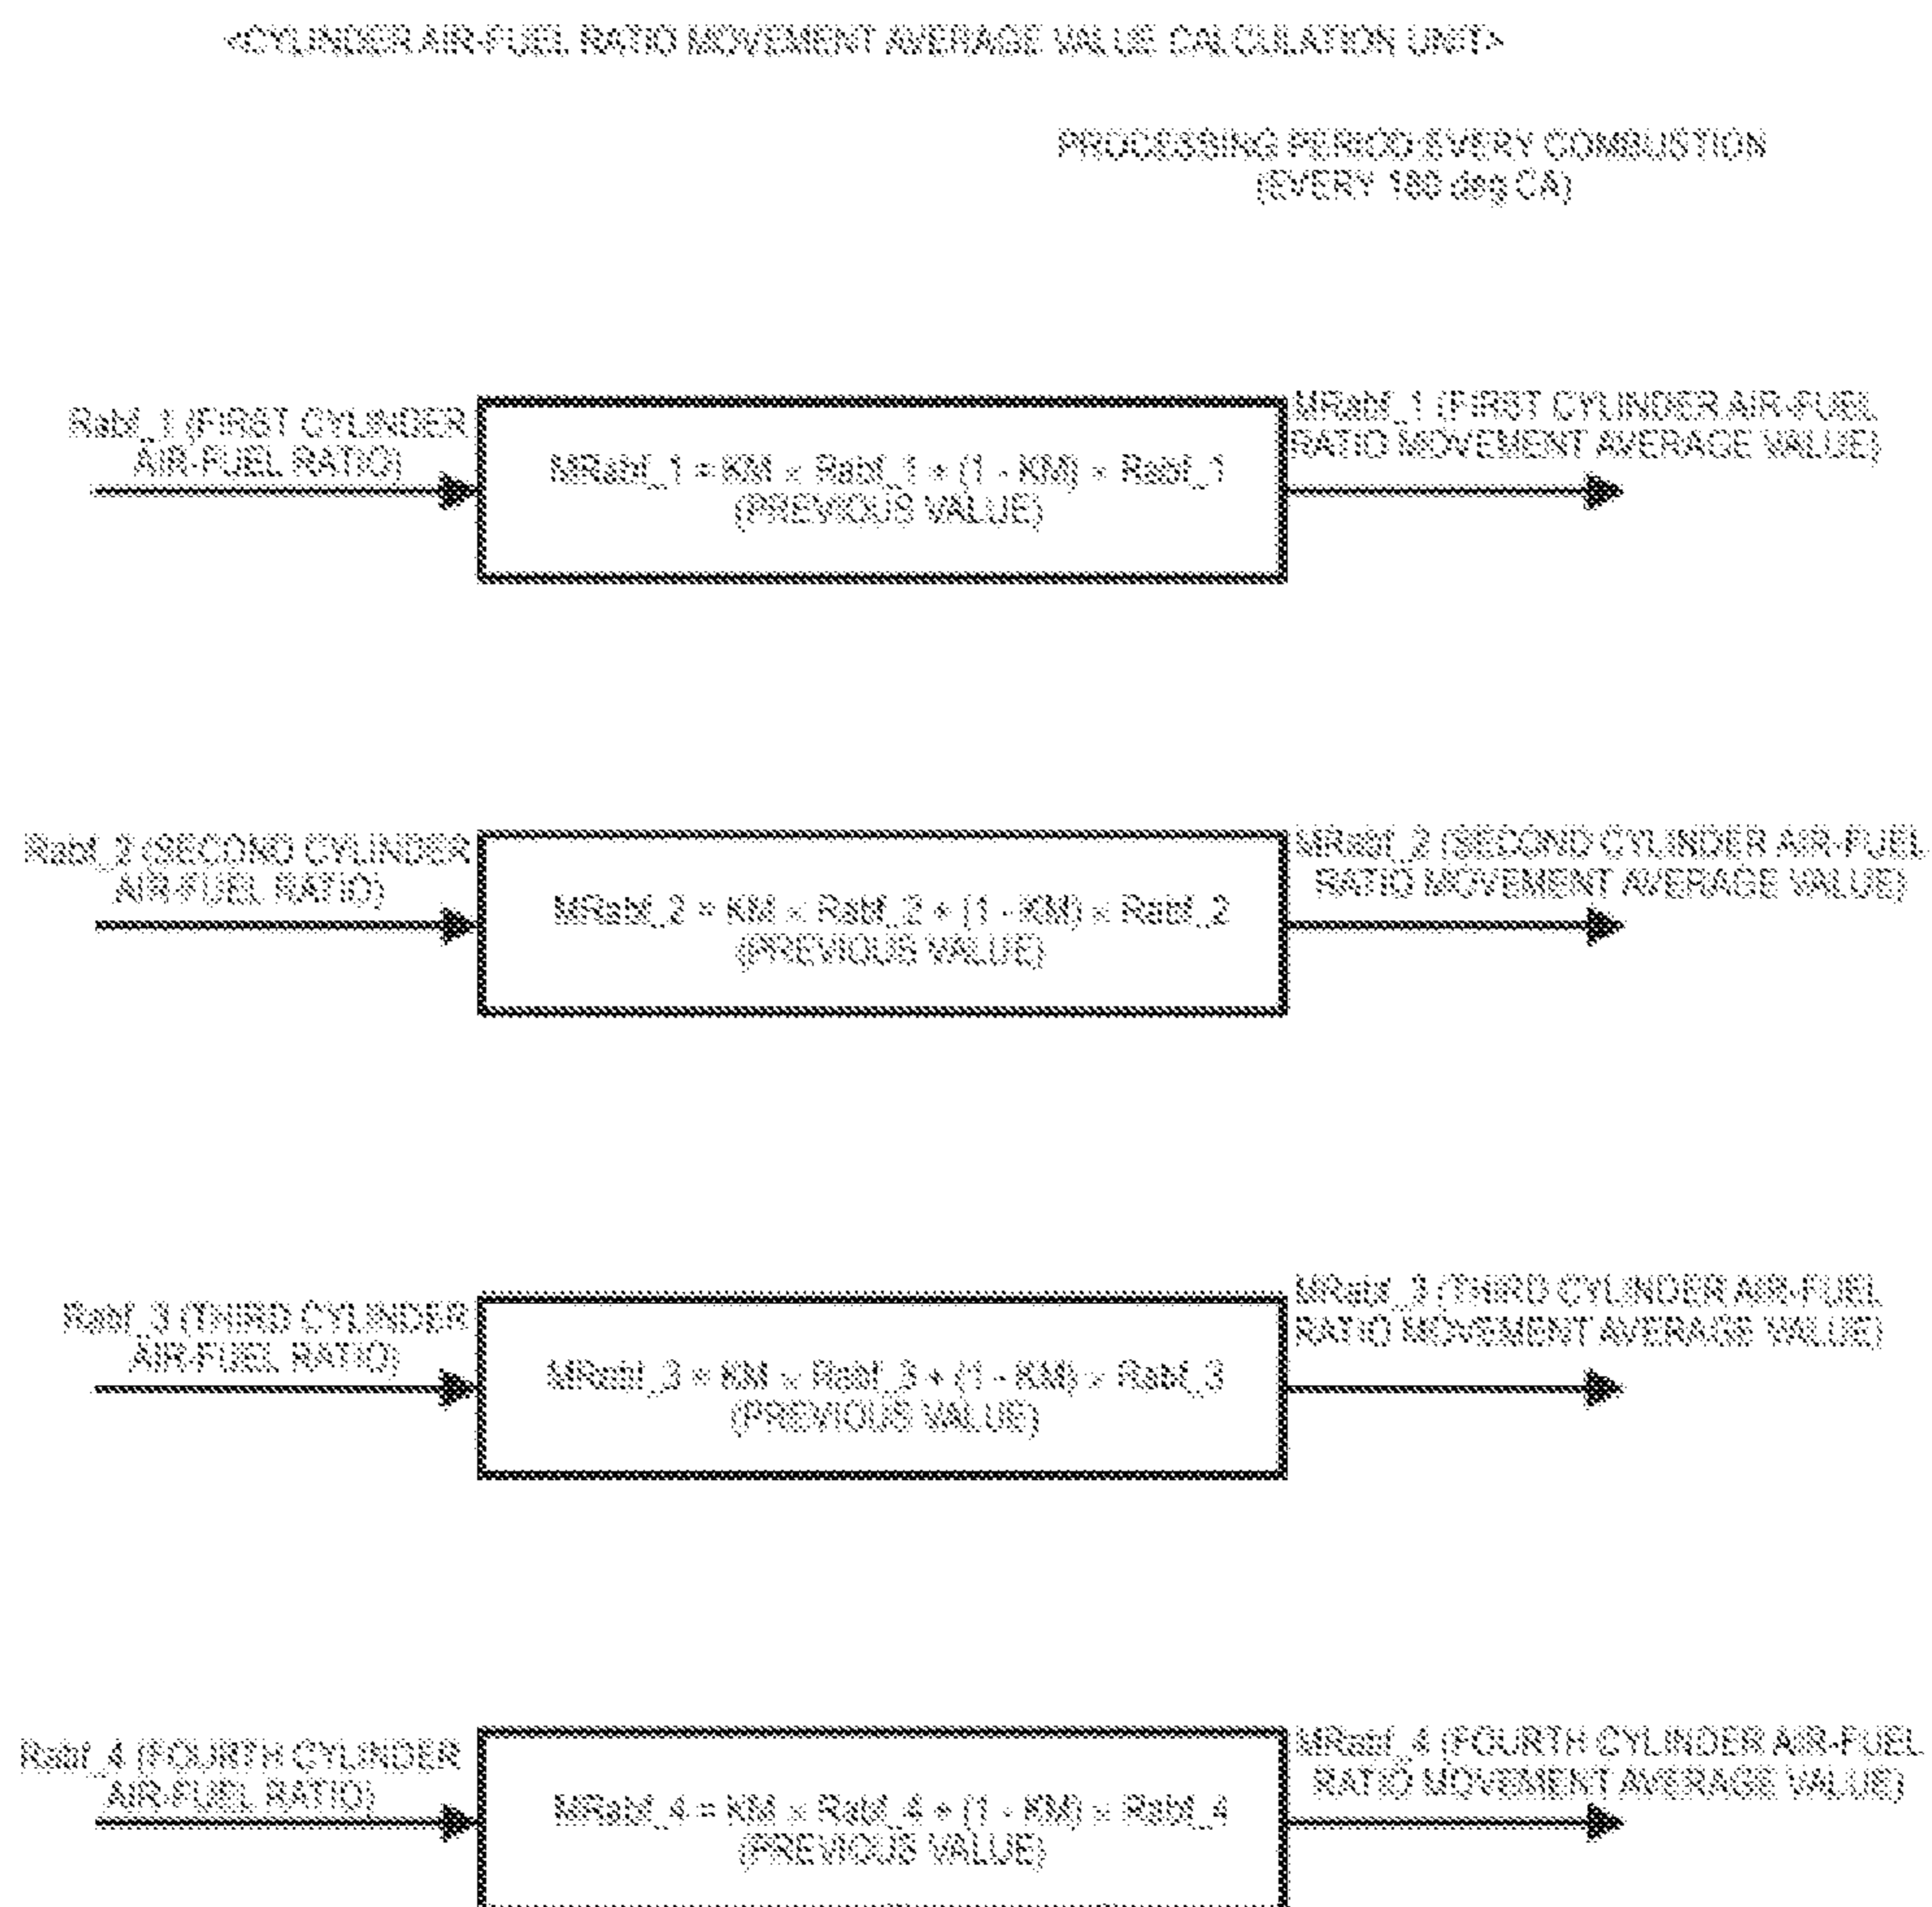 <CYLINDER AIR-FUEL RATIO MOVEMENT AVERAGE VALUE CALCULATION UNIT>
PROCESSING PERIOD:EVERY COMBUSTION
(EVERY 180 deg CA)
Rabf_1 (FIRST CYLINDER
AIR-FUEL RATIO)
MRabf_1 = KM × Rabf_1 + (1 - KM) × Rabf_1
(PREVIOUS VALUE)
MRabf_1 (FIRST CYLINDER AIR-FUEL
RATIO MOVEMENT AVERAGE VALUE)
Rabf_2 (SECOND CYLINDER
AIR-FUEL RATIO)
MRabf_2 = KM × Rabf_2 + (1 - KM) × Rabf_2
(PREVIOUS VALUE)
MRabf_2 (SECOND CYLINDER AIR-FUEL
RATIO MOVEMENT AVERAGE VALUE)
Rabf_3 (THIRD CYLINDER
AIR-FUEL RATIO)
MRabf_3 = KM × Rabf_3 + (1 - KM) × Rabf_3
(PREVIOUS VALUE)
MRabf_3 (THIRD CYLINDER AIR-FUEL
RATIO MOVEMENT AVERAGE VALUE)
Rabf_4 (FOURTH CYLINDER
AIR-FUEL RATIO)
MRabf_4 = KM × Rabf_4 + (1 - KM) × Rabf_4
(PREVIOUS VALUE)
MRabf_4 (FOURTH CYLINDER AIR-FUEL
RATIO MOVEMENT AVERAGE VALUE)